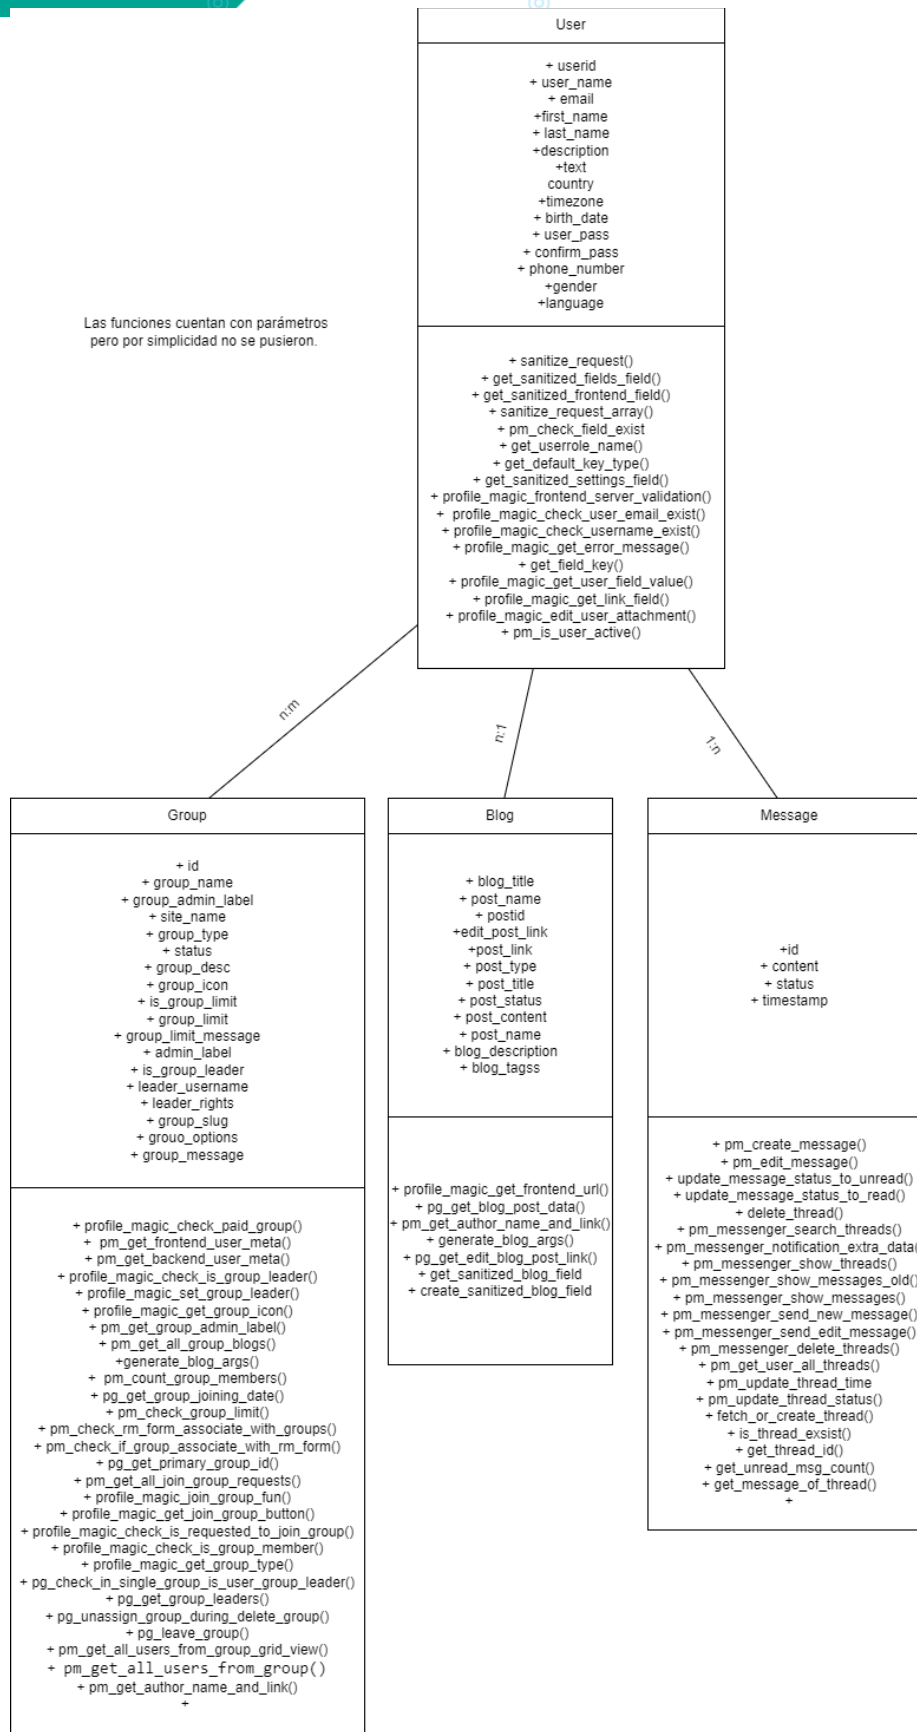 User
+ userid
+ user_name
+ email
+first_name
+ last_name
+description
+text
country
+timezone
+ birth_date
+ user_pass
+ confirm_pass
+ phone_number
+gender
+language
Las funciones cuentan con parámetros
pero por simplicidad no se pusieron.
+ sanitize_request()
+ get_sanitized_fields_field()
+ get_sanitized_frontend_field()
+ sanitize_request_array()
+ pm_check_field_exist
+ get_userrole_name()
+ get_default_key_type()
+ get_sanitized_settings_field()
+ profile_magic_frontend_server_validation()
+ profile_magic_check_user_email_exist()
+ profile_magic_check_username_exist()
+ profile_magic_get_error_message()
+ get_field_key()
+ profile_magic_get_user_field_value()
+ profile_magic_get_link_field()
+ profile_magic_edit_user_attachment()
+ pm_is_user_active()
n:m
n:1
1:n
Group
+ id
+ group_name
+ group_admin_label
+ site_name
+ group_type
+ status
+ group_desc
+ group_icon
+ is_group_limit
+ group_limit
+ group_limit_message
+ admin_label
+ is_group_leader
+ leader_username
+ leader_rights
+ group_slug
+ grouo_options
+ group_message
+ profile_magic_check_paid_group()
+ pm_get_frontend_user_meta()
+ pm_get_backend_user_meta()
+ profile_magic_check_is_group_leader()
+ profile_magic_set_group_leader()
+ profile_magic_get_group_icon()
+ pm_get_group_admin_label()
+ pm_get_all_group_blogs()
+generate_blog_args()
+ pm_count_group_members()
+ pg_get_group_joining_date()
+ pm_check_group_limit()
+ pm_check_rm_form_associate_with_groups()
+ pm_check_if_group_associate_with_rm_form()
+ pg_get_primary_group_id()
+ pm_get_all_join_group_requests()
+ profile_magic_join_group_fun()
+ profile_magic_get_join_group_button()
+ profile_magic_check_is_requested_to_join_group()
+ profile_magic_check_is_group_member()
+ profile_magic_get_group_type()
+ pg_check_in_single_group_is_user_group_leader()
+ pg_get_group_leaders()
+ pg_unassign_group_during_delete_group()
+ pg_leave_group()
+ pm_get_all_users_from_group_grid_view()
+ pm_get_all_users_from_group()
+ pm_get_author_name_and_link()
+
Blog
+ blog_title
+ post_name
+ postid
+edit_post_link
+post_link
+ post_type
+ post_title
+ post_status
+ post_content
+ post_name
+ blog_description
+ blog_tagss
+ profile_magic_get_frontend_url()
+ pg_get_blog_post_data()
+ pm_get_author_name_and_link()
+ generate_blog_args()
+ pg_get_edit_blog_post_link()
+ get_sanitized_blog_field
+ create_sanitized_blog_field
Message
+id
+ content
+ status
+ timestamp
+ pm_create_message()
+ pm_edit_message()
+ update_message_status_to_unread()
+ update_message_status_to_read()
+ delete_thread()
+ pm_messenger_search_threads()
+ pm_messenger_notification_extra_data(
+ pm_messenger_show_threads()
+ pm_messenger_show_messages_old()
+ pm_messenger_show_messages()
+ pm_messenger_send_new_message()
+ pm_messenger_send_edit_message()
+ pm_messenger_delete_threads()
+ pm_get_user_all_threads()
+ pm_update_thread_time
+ pm_update_thread_status()
+ fetch_or_create_thread()
+ is_thread_exsist()
+ get_thread_id()
+ get_unread_msg_count()
+ get_message_of_thread()
+